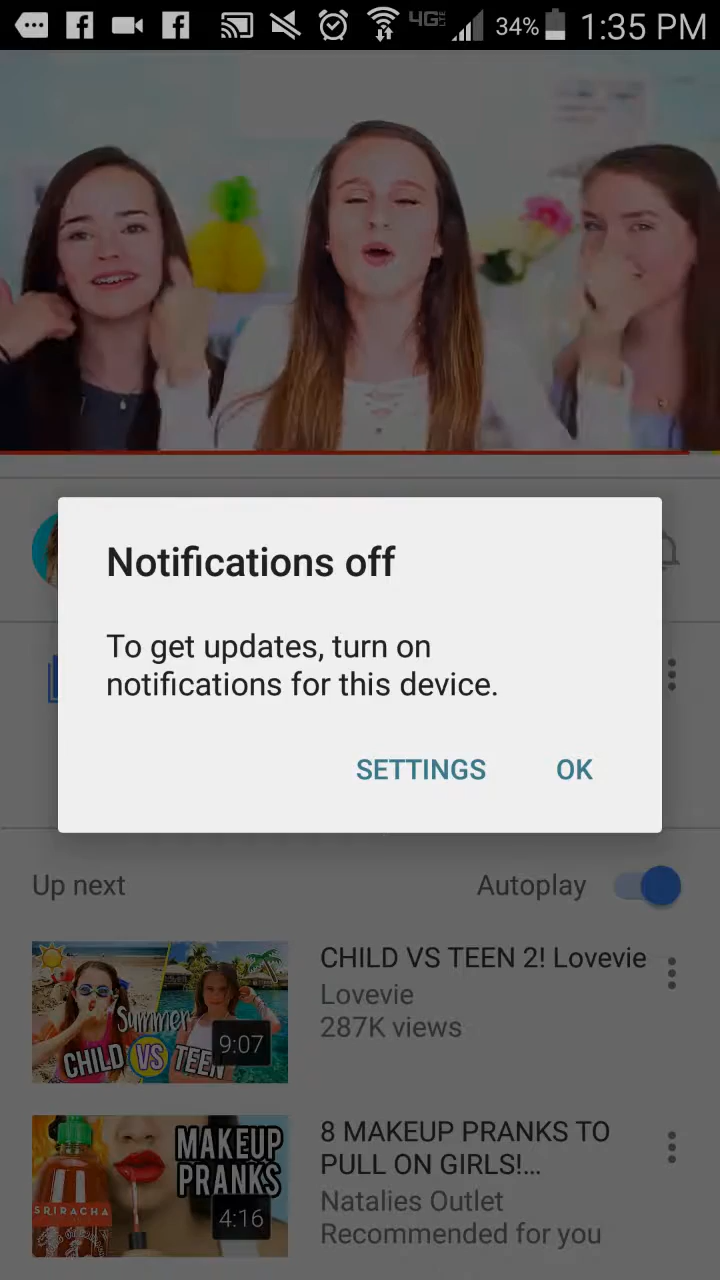 4G LTE 34% 1:35 PM
Notifications off
To get updates, turn on
notifications for this device.
SETTINGS OK
Up next Autoplay
Summer
CHILD VS TEEN
9:07
CHILD VS TEEN 2! Lovevie
Lovevie
287K views
MAKEUP
PRANKS
SRIRACHA
4:16
8 MAKEUP PRANKS TO
PULL ON GIRLS!...
Natalies Outlet
Recommended for you